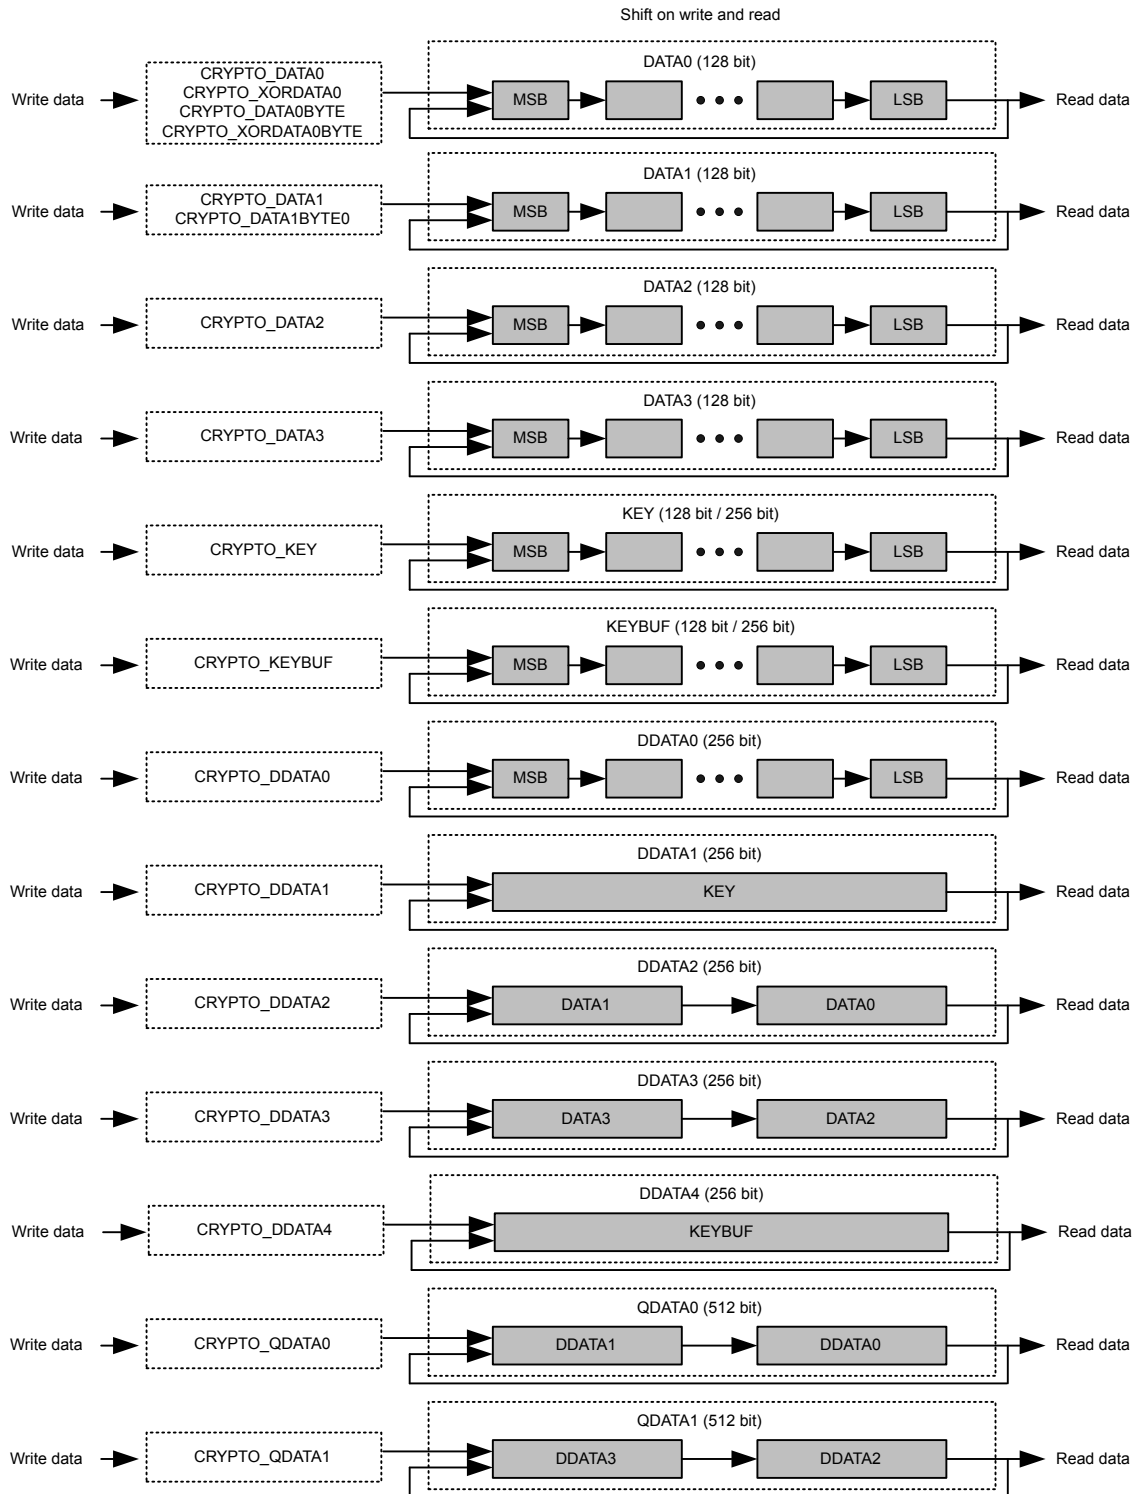 Shift on write and read
DATA0 (128 bit)
Write data
CRYPTO_DATA0
CRYPTO_XORDATA0
CRYPTO_DATA0BYTE
CRYPTO_XORDATA0BYTE
MSB
LSB
Read data
DATA1 (128 bit)
Write data
CRYPTO_DATA1
CRYPTO_DATA1BYTE0
MSB
LSB
Read data
DATA2 (128 bit)
Write data
CRYPTO_DATA2
MSB
LSB
Read data
DATA3 (128 bit)
Write data
CRYPTO_DATA3
MSB
LSB
Read data
KEY (128 bit / 256 bit)
Write data
CRYPTO_KEY
MSB
LSB
Read data
KEYBUF (128 bit / 256 bit)
Write data
CRYPTO_KEYBUF
MSB
LSB
Read data
DDATA0 (256 bit)
Write data
CRYPTO_DDATA0
MSB
LSB
Read data
DDATA1 (256 bit)
Write data
CRYPTO_DDATA1
KEY
Read data
DDATA2 (256 bit)
Write data
CRYPTO_DDATA2
DATA1
DATA0
Read data
DDATA3 (256 bit)
Write data
CRYPTO_DDATA3
DATA3
DATA2
Read data
DDATA4 (256 bit)
Write data
CRYPTO_DDATA4
KEYBUF
Read data
QDATA0 (512 bit)
Write data
CRYPTO_QDATA0
DDATA1
DDATA0
Read data
QDATA1 (512 bit)
Write data
CRYPTO_QDATA1
DDATA3
DDATA2
Read data